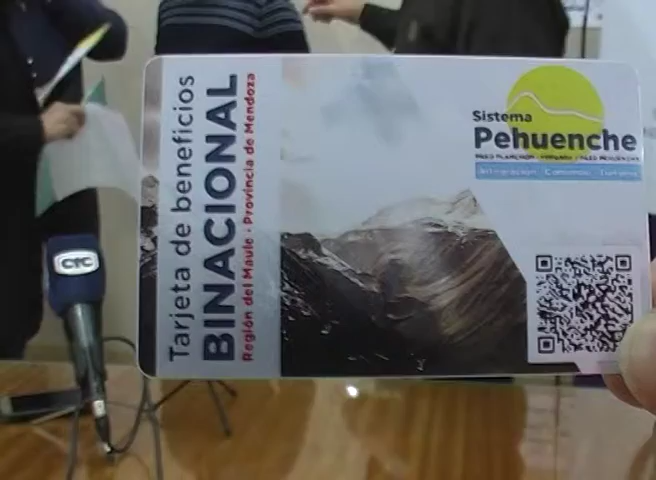 Tarjeta de beneficios
BINACIONAL
Región del Maule - Provincia de Mendoza
Sistema
Pehuenche
Integración Comercio Turismo
CTC